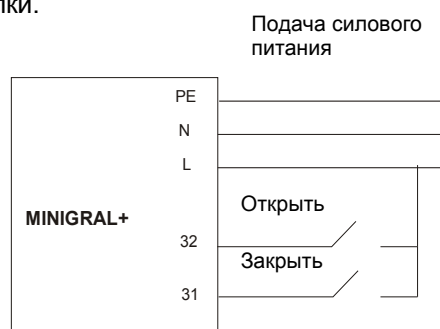 лки.
Подача силового
питания
PE
N
L
Открыть
MINIGRAL+
32
Закрыть
31